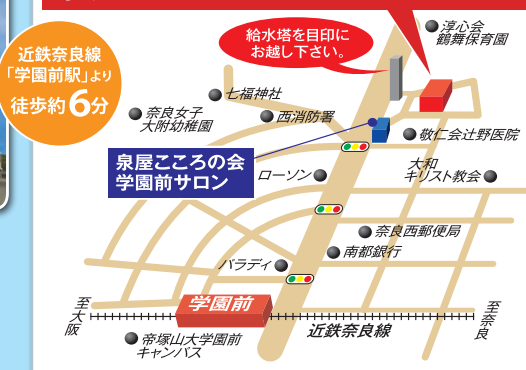 近鉄奈良線
「学園前駅」より
徒歩約6分
給水塔を目印に
お越し下さい。
淳心会
鶴舞保育園
七福神社
奈良女子
大附幼稚園
西消防署
敬仁会辻野医院
泉屋こころの会
学園前サロン
ローソン
大和
キリスト教会
奈良西郵便局
南都銀行
パラディ
至大阪
学園前
近鉄奈良線
至奈良
帝塚山大学園前
キャンパス